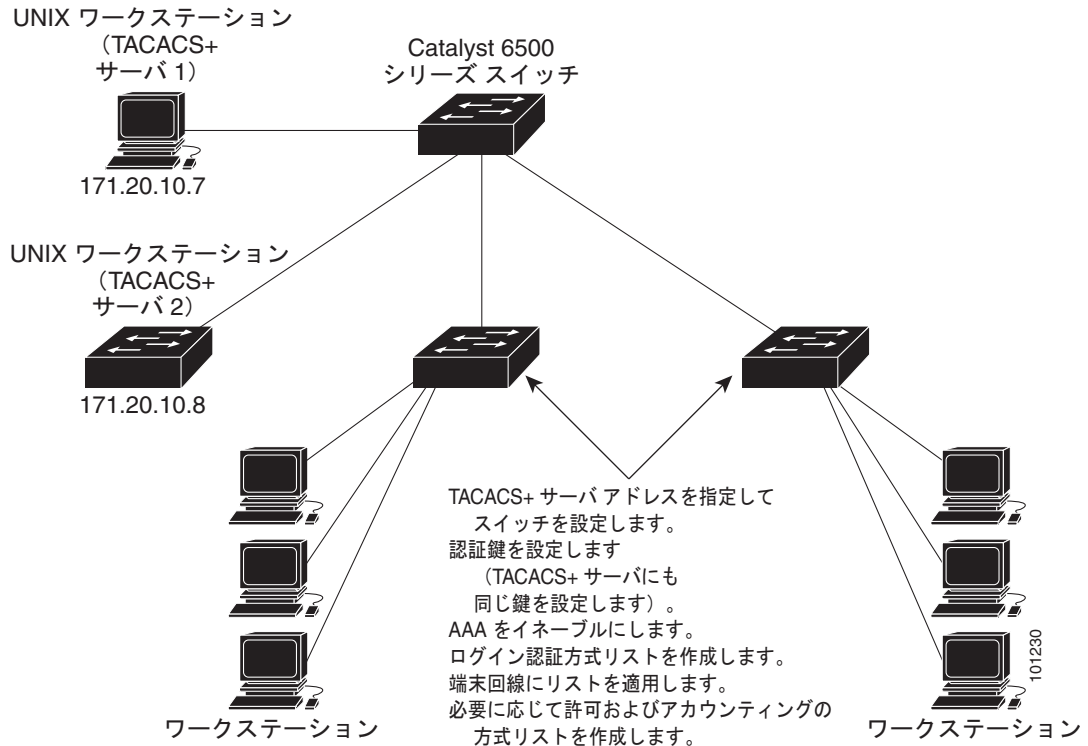 UNIX ワークステーション
（TACACS+
サーバ 1）
171.20.10.7
Catalyst 6500
シリーズ スイッチ
UNIX ワークステーション
（TACACS+
サーバ 2）
171.20.10.8
TACACS+ サーバ アドレスを指定して
スイッチを設定します。
認証鍵を設定します
（TACACS+ サーバにも
同じ鍵を設定します）。
AAA をイネーブルにします。
ログイン認証方式リストを作成します。
端末回線にリストを適用します。
必要に応じて許可およびアカウンティングの
方式リストを作成します。
ワークステーション
ワークステーション
101230